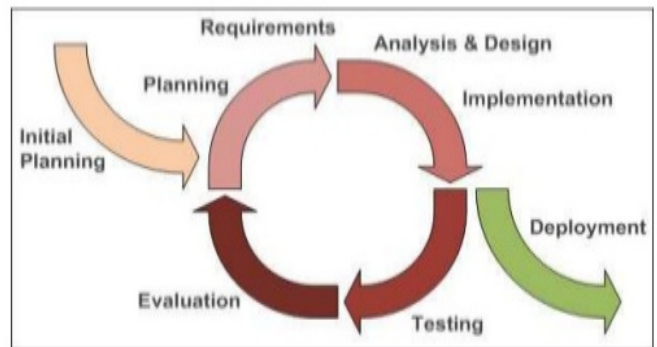 Requirements
Analysis & Design
Planning
Implementation
Initial
Planning
Deployment
Evaluation
Testing